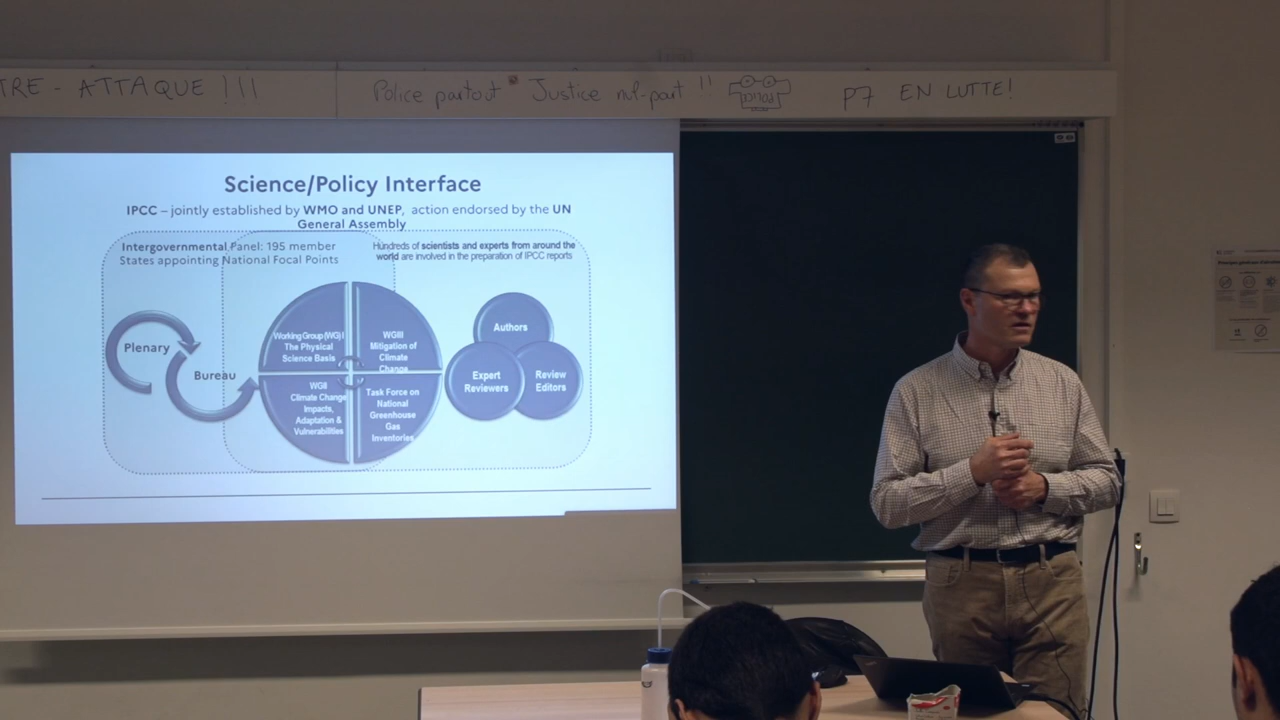 TRE - ATTAQUE !!!
Police partout Justice nul-part !!
P7 EN LUTTE!
Science/Policy Interface
IPCC – jointly established by WMO and UNEP, action endorsed by the UN
General Assembly
Intergovernmental Panel: 195 member
States appointing National Focal Points
Hundreds of scientists and experts from around the
world are involved in the preparation of IPCC reports
Plenary
Bureau
Working Group (WG) I
The Physical
Science Basis
WGIII
Mitigation of
Climate
Change
WGII
Climate Change
Impacts,
Adaptation &
Vulnerabilities
Task Force on
National
Greenhouse
Gas
Inventories
Authors
Expert
Reviewers
Review
Editors